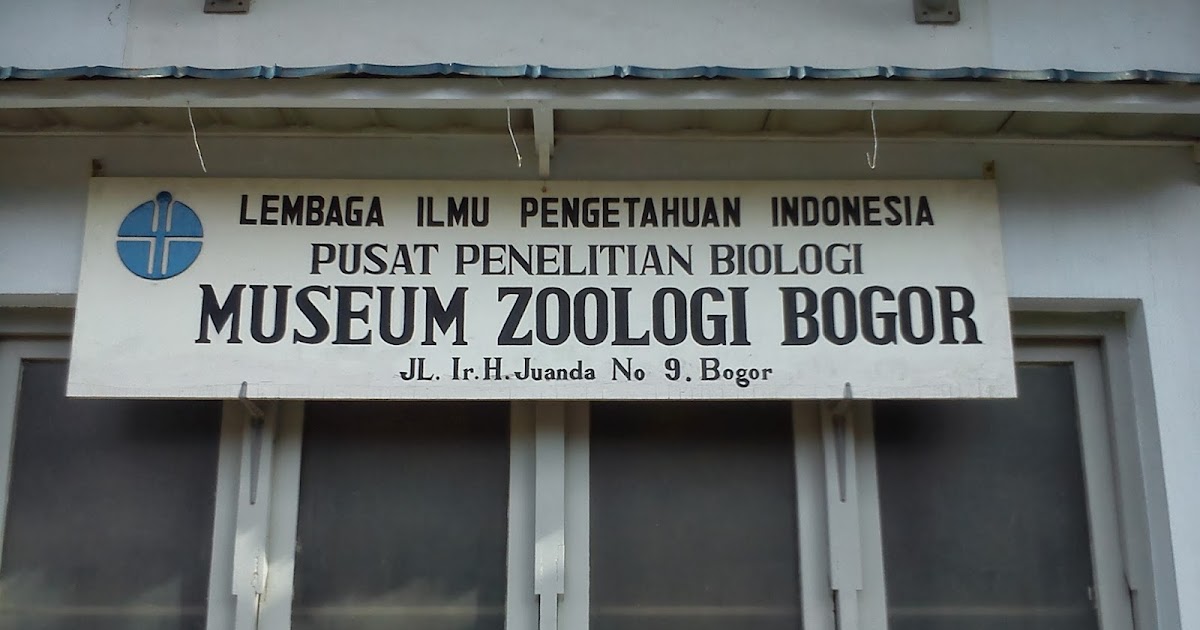 LEMBAGA ILMU PENGETAHUAN INDONESIA
PUSAT PENELITIAN BIOLOGI
MUSEUM ZOOLOGI BOGOR
JL. Ir. H. Juanda No 9. Bogor